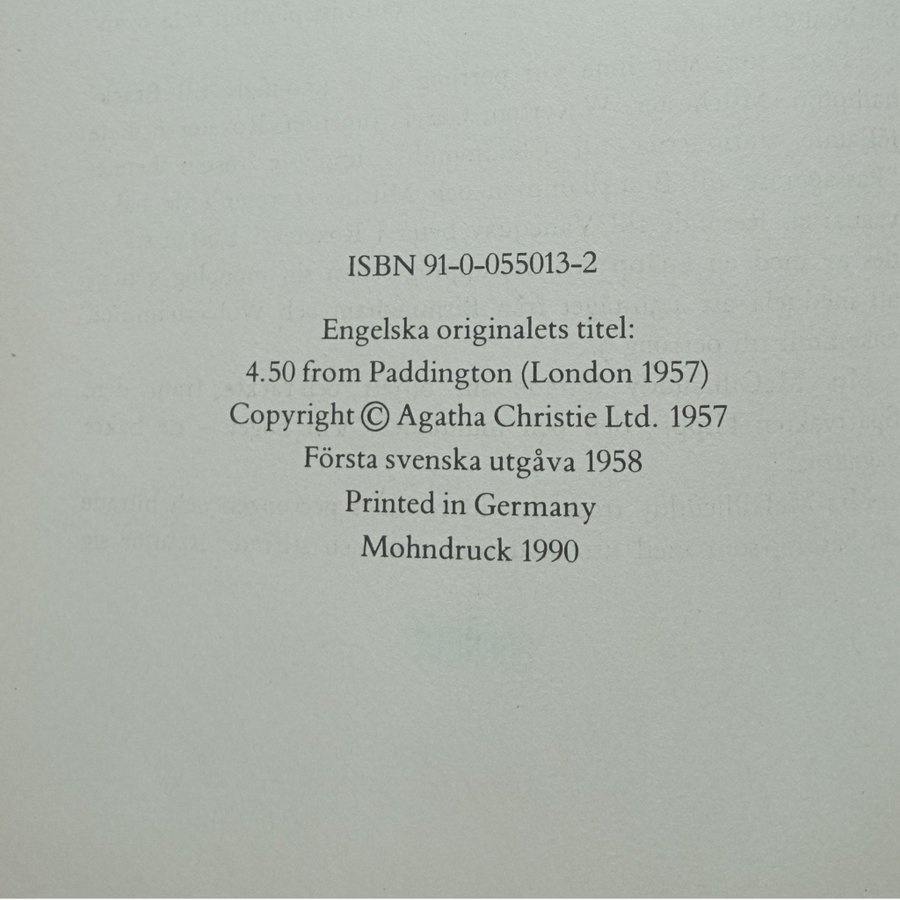 ISBN 91-0-055013-2
Engelska originalets titel:
4.50 from Paddington (London 1957)
Copyright © Agatha Christie Ltd. 1957
Första svenska utgåva 1958
Printed in Germany
Mohndruck 1990